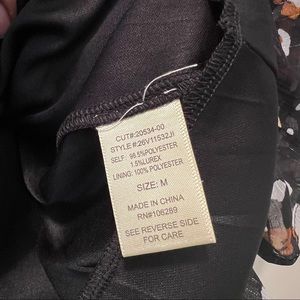 CUT#:20534-00
STYLE #:26V11532JI
SELF: 98.5%POLYESTER
1.5%LUREX
LINING: 100% POLYESTER
SIZE: M
MADE IN CHINA
RN#106289
SEE REVERSE SIDE
FOR CARE